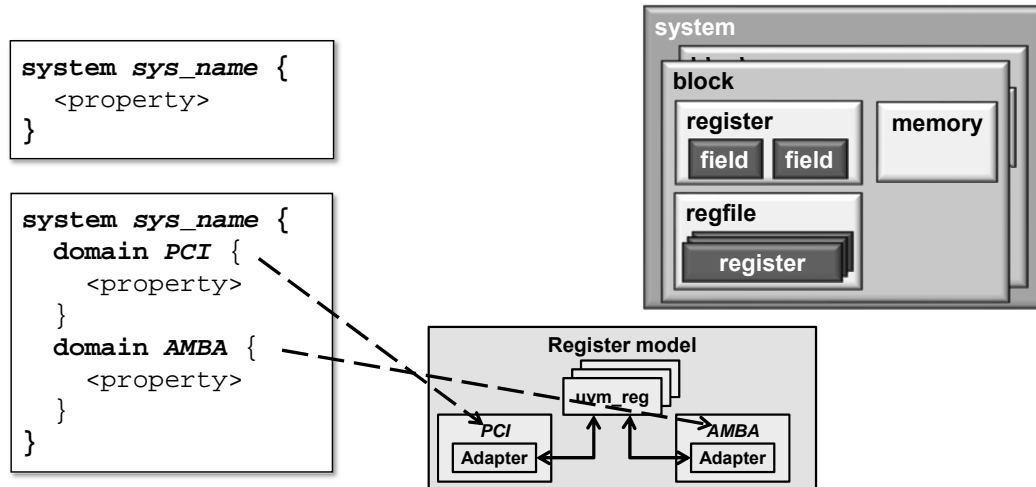 system sys_name {
<property>
}
system sys_name {
domain PCI {
<property>
}
domain AMBA {
<property>
}
}
system
block
register
field field
memory
regfile
register
Register model
uvm_reg
PCI
Adapter
AMBA
Adapter